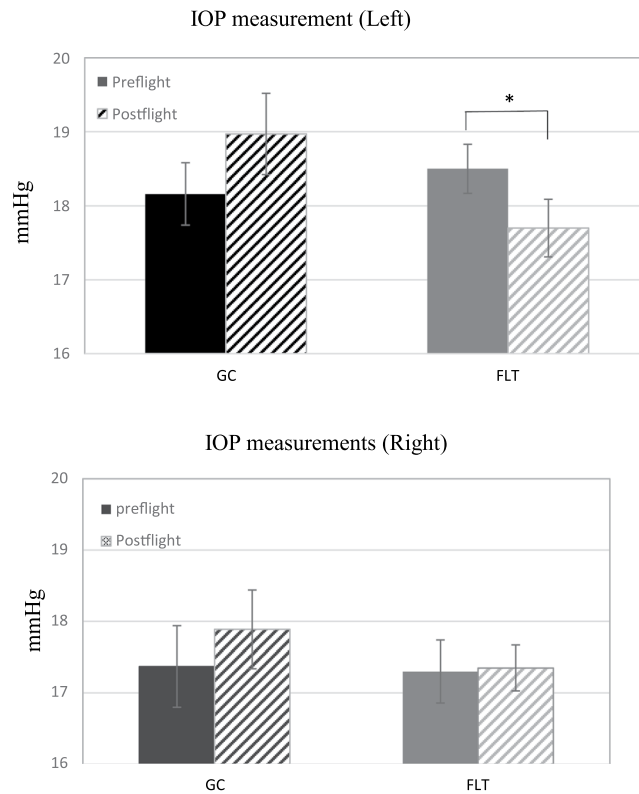 IOP measurement (Left)
20
Preflight
Postflight
*
19
18
17
16
mmHg
GC FLT
IOP measurements (Right)
20
preflight
Postflight
19
18
17
16
mmHg
GC FLT